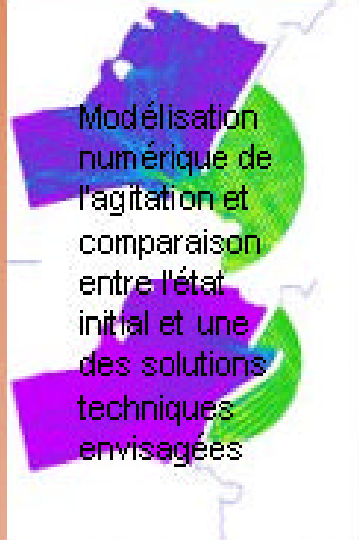 Modélisation
numérique de
l'agitation et
comparaison
entre l'état
initial et une
des solutions
techniques
envisagées